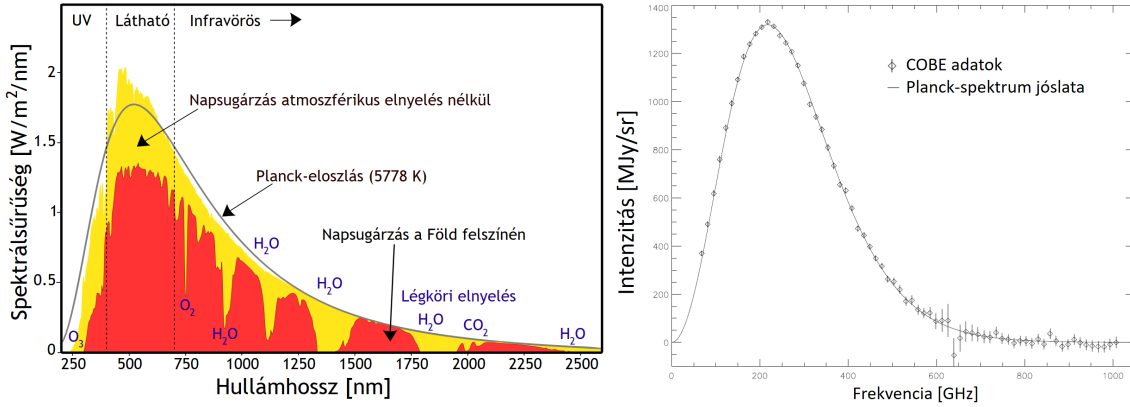 UV Látható Infravörös
Spektrálsűrűség [W/m²/nm]
2
1.5
1
0.5
0
Napsugárzás atmoszférikus elnyelés nélkül
Planck-eloszlás (5778 K)
Napsugárzás a Föld felszínén
H₂O
H₂O
Légköri elnyelés
O₃
O₂
H₂O
H₂O
CO₂
H₂O
250 500 750 1000 1250 1500 1750 2000 2250 2500
Hullámhossz [nm]
Intenzitás [MJy/sr]
1400
1200
1000
800
600
400
200
0
COBE adatok
Planck-spektrum jóslata
0 200 400 600 800 1000
Frekvencia [GHz]